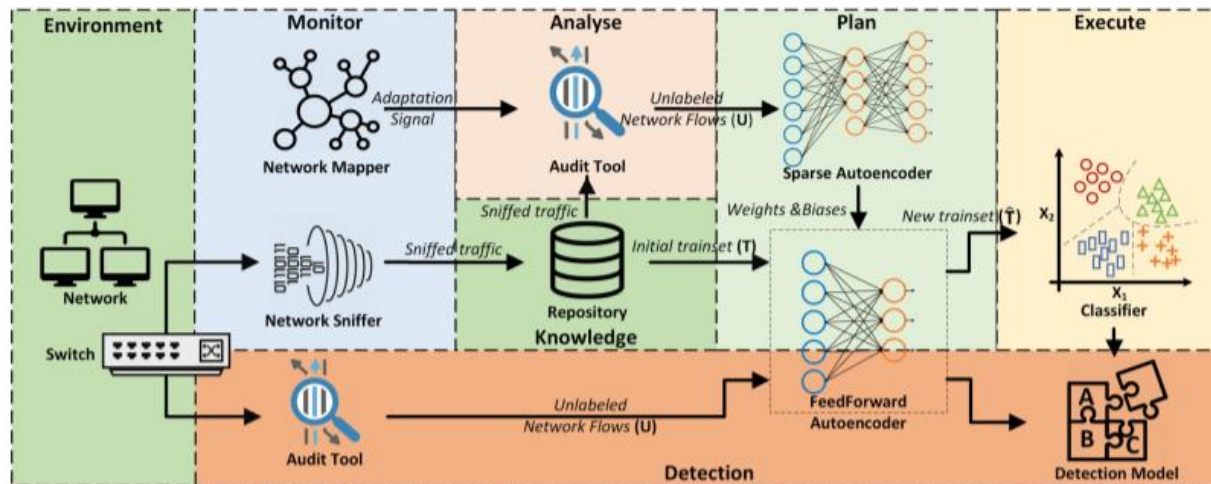 Environment
Monitor
Analyse
Plan
Execute
Adaptation
Signal
Unlabeled
Network Flows (U)
Network Mapper
Audit Tool
Sparse Autoencoder
Sniffed traffic
Weights &Biases
New trainset (T̂)
X₂
Network
Sniffed traffic
Initial trainset (T)
X₁
Classifier
Network Sniffer
Repository
Knowledge
Switch
Unlabeled
Network Flows (U)
FeedForward
Autoencoder
A
B
C
Audit Tool
Detection
Detection Model